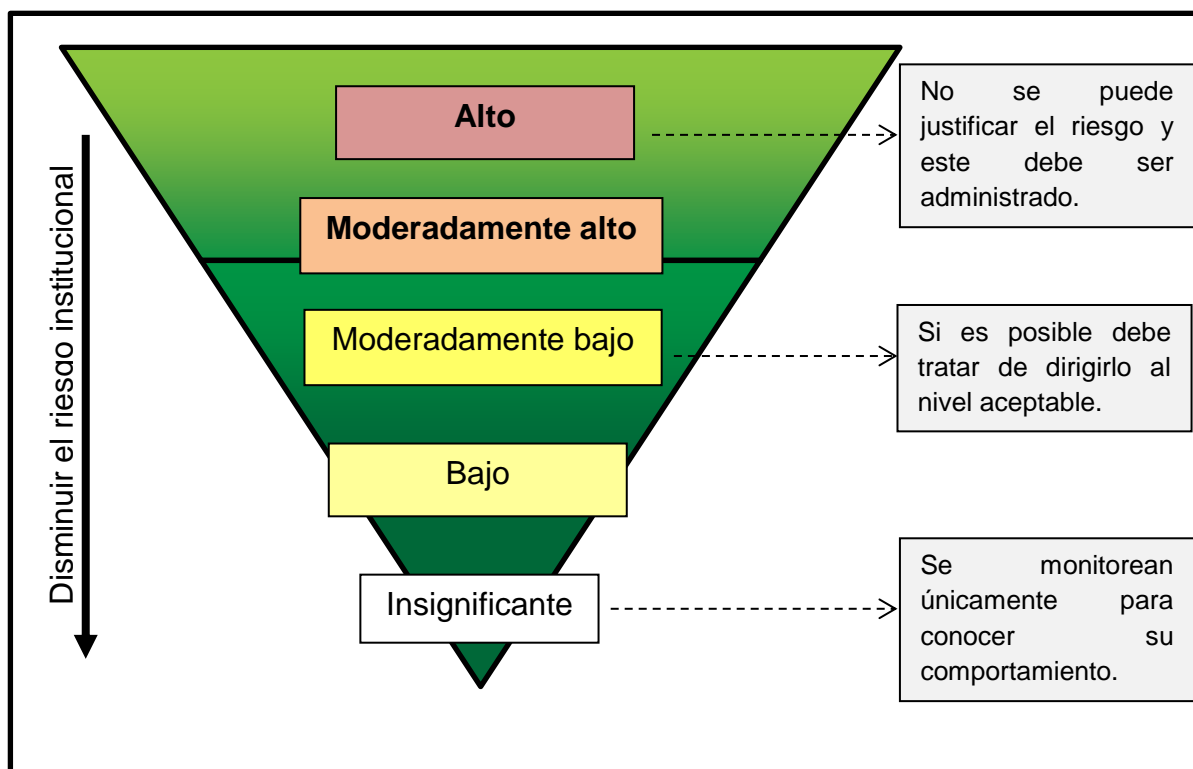 Alto
No se puede
justificar el riesgo y
este debe ser
administrado.
Moderadamente alto
Moderadamente bajo
Si es posible debe
tratar de dirigirlo al
nivel aceptable.
Bajo
Insignificante
Se monitorean
únicamente para
conocer su
comportamiento.
Disminuir el riesgo institucional